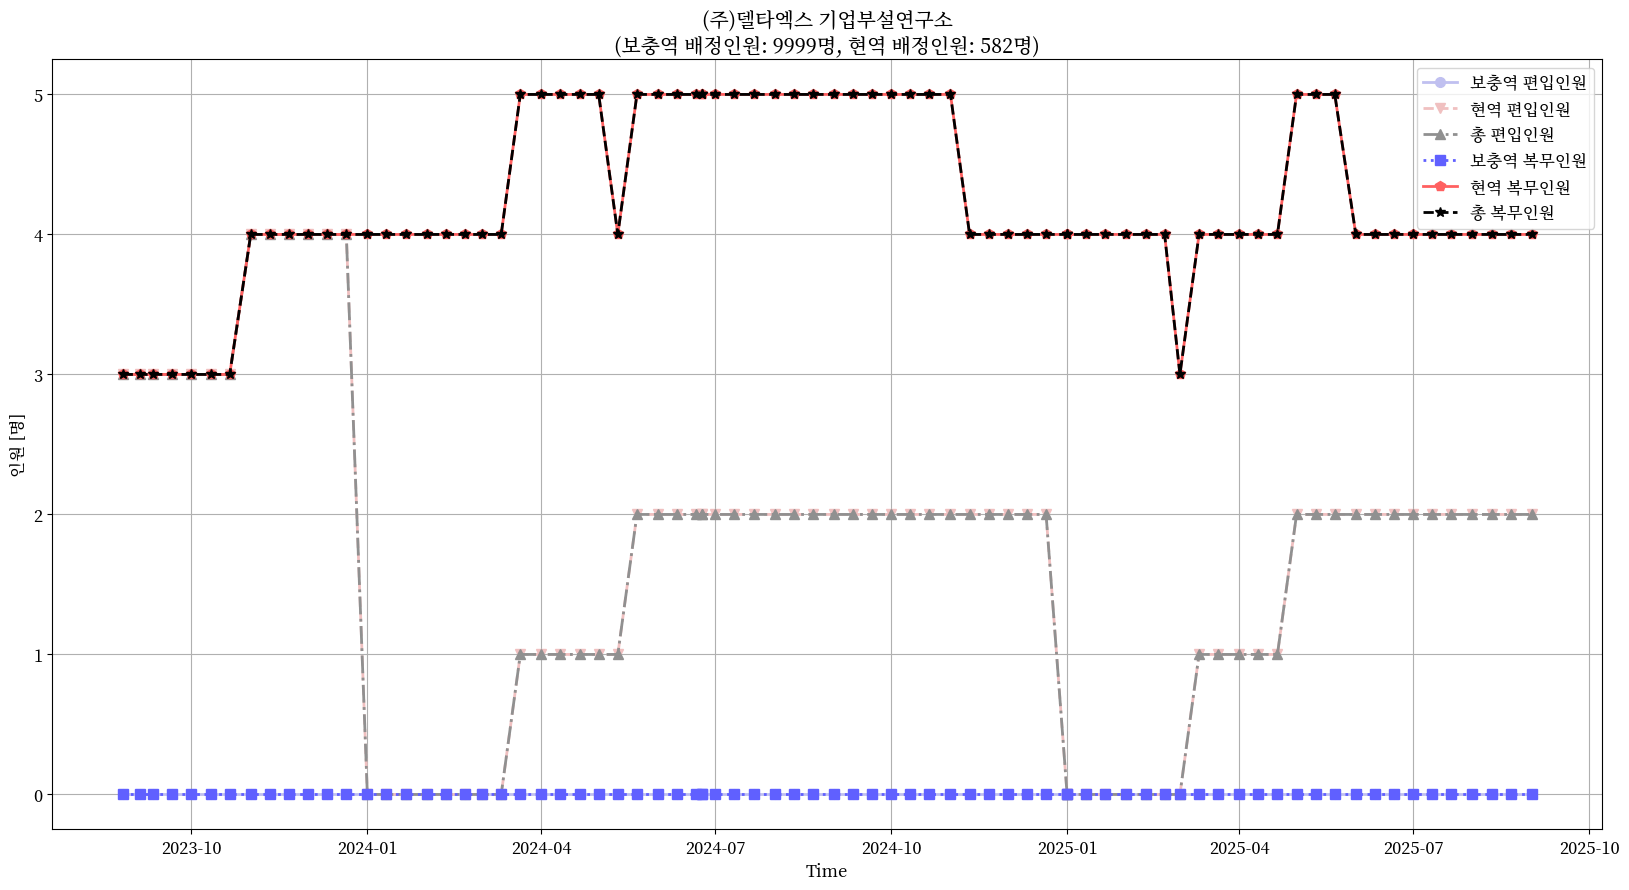 (주)델타엑스 기업부설연구소
(보충역 배정인원: 9999명, 현역 배정인원: 582명)
보충역 편입인원
현역 편입인원
총 편입인원
보충역 복무인원
현역 복무인원
총 복무인원
인원 [명]
5
4
3
2
1
0
2023-10
2024-01
2024-04
2024-07
2024-10
2025-01
2025-04
2025-07
2025-10
Time